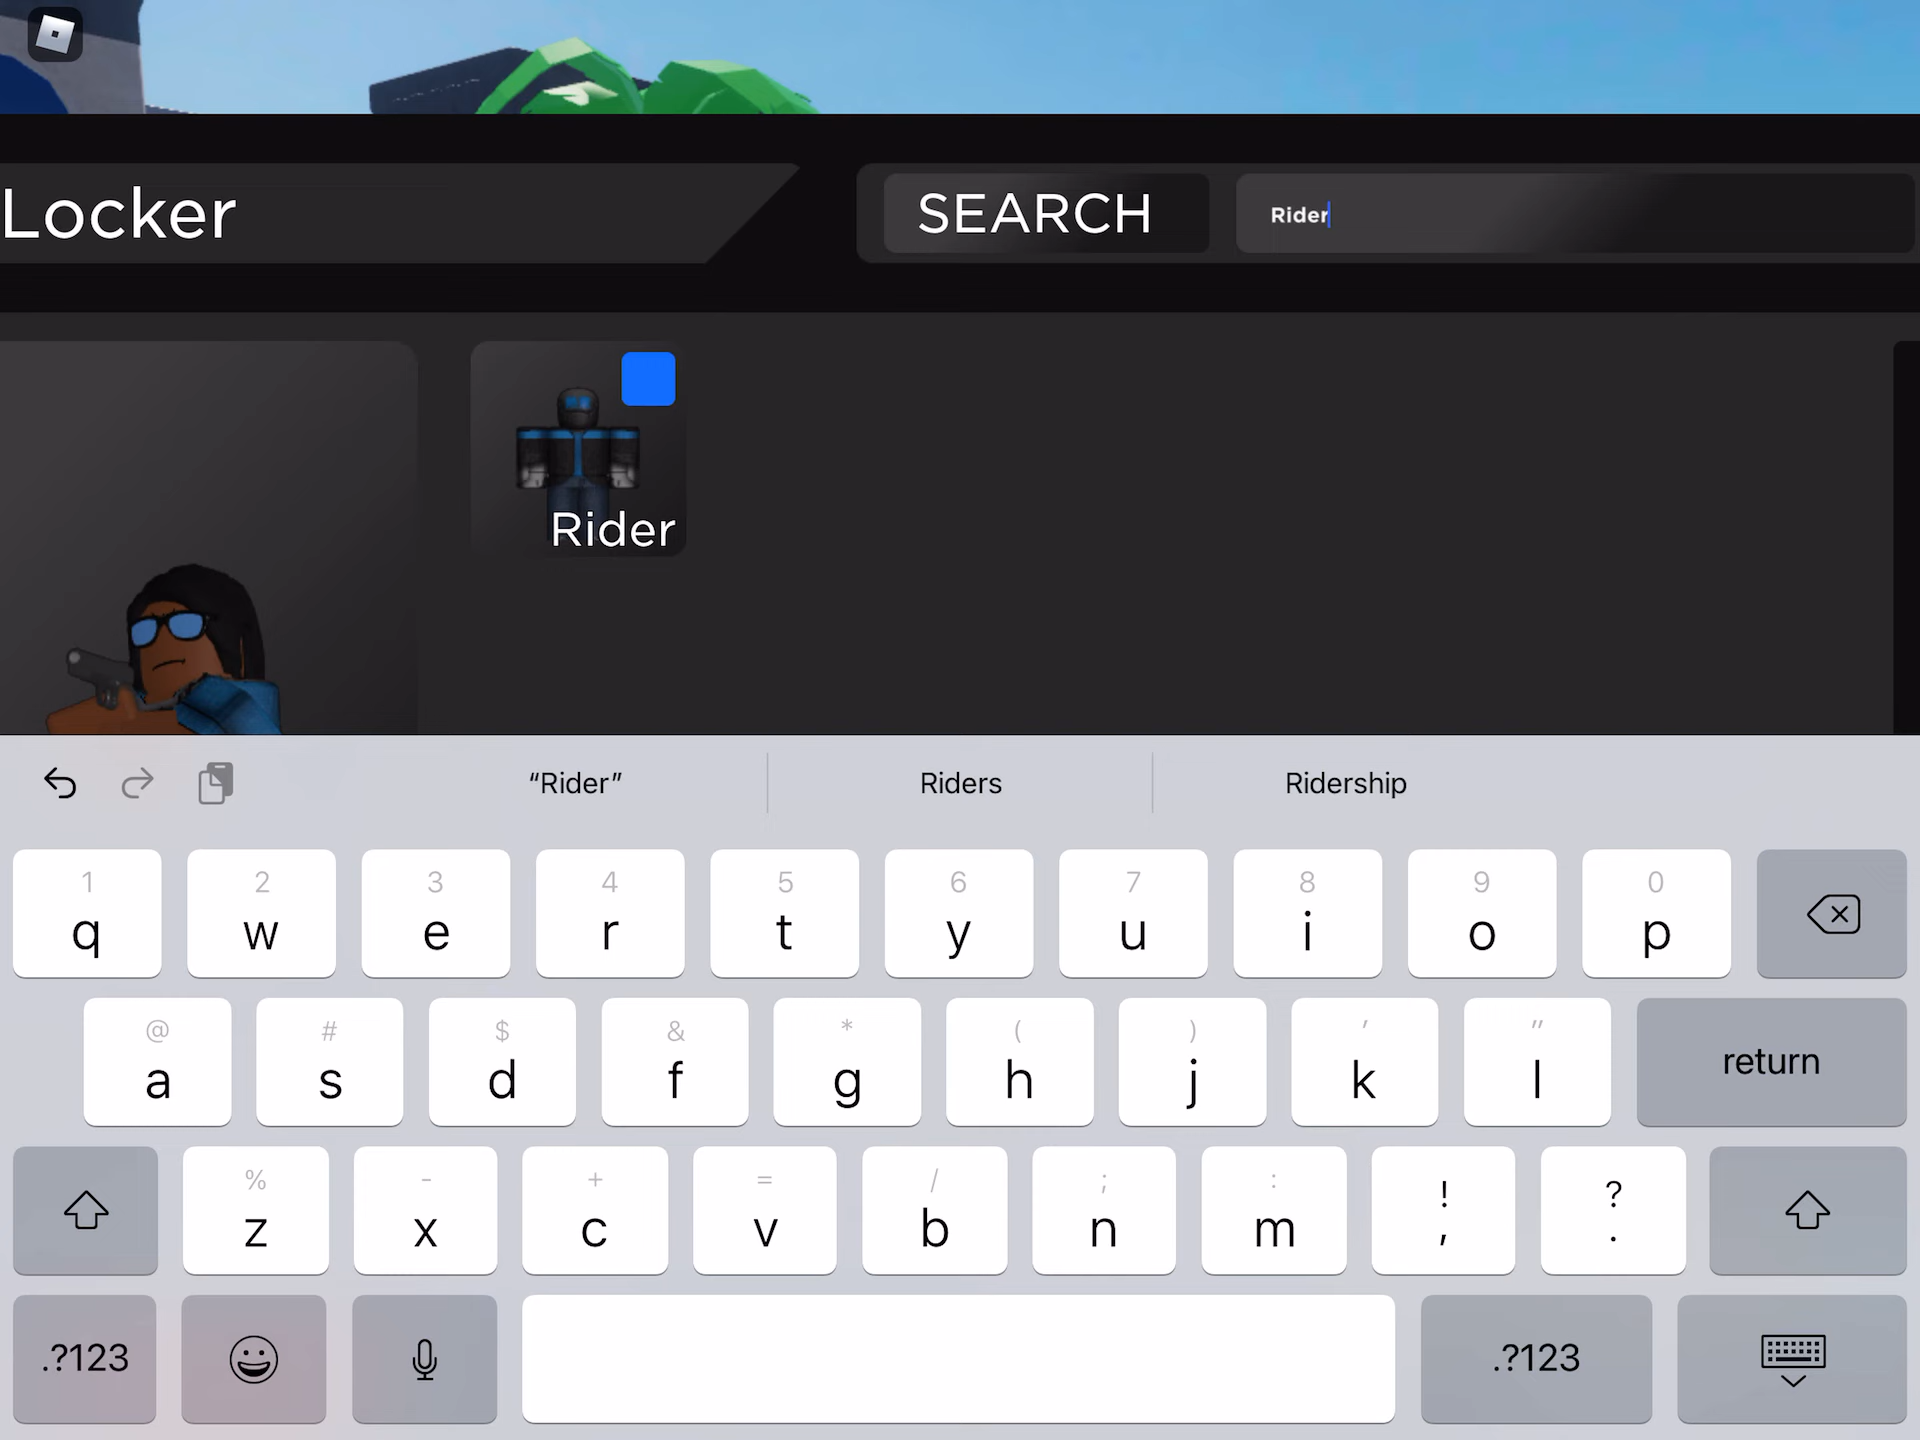 Locker
SEARCH
Rider
Rider
“Rider”
Riders
Ridership
1 2 3 4 5 6 7 8 9 0
q w e r t y u i o p
@ # $ & * ( ) ' "
a s d f g h j k l return
% - + = / ; : ! ?
z x c v b n m , .
.?123 .?123